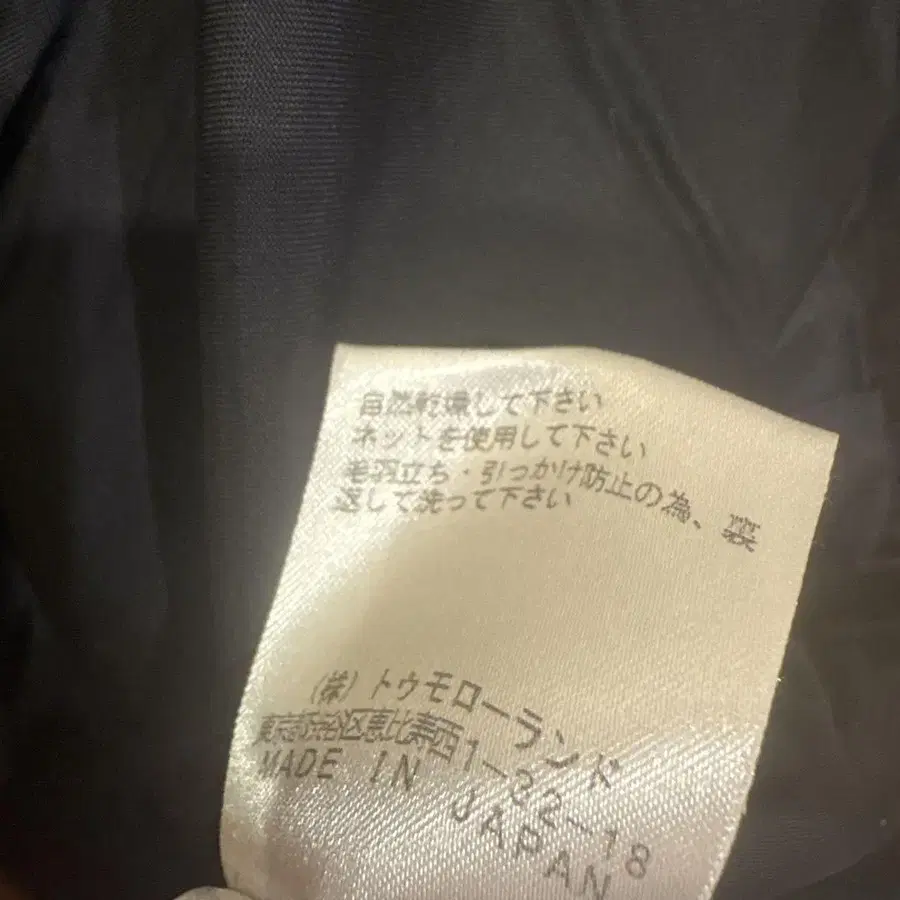 自然乾燥して下さい
ネットを使用して下さい
毛羽立ち・引っかけ防止の為、裏
返して洗って下さい
(株)トゥモローランド
東京都渋谷区恵比寿西1-32-18
MADE IN JAPAN